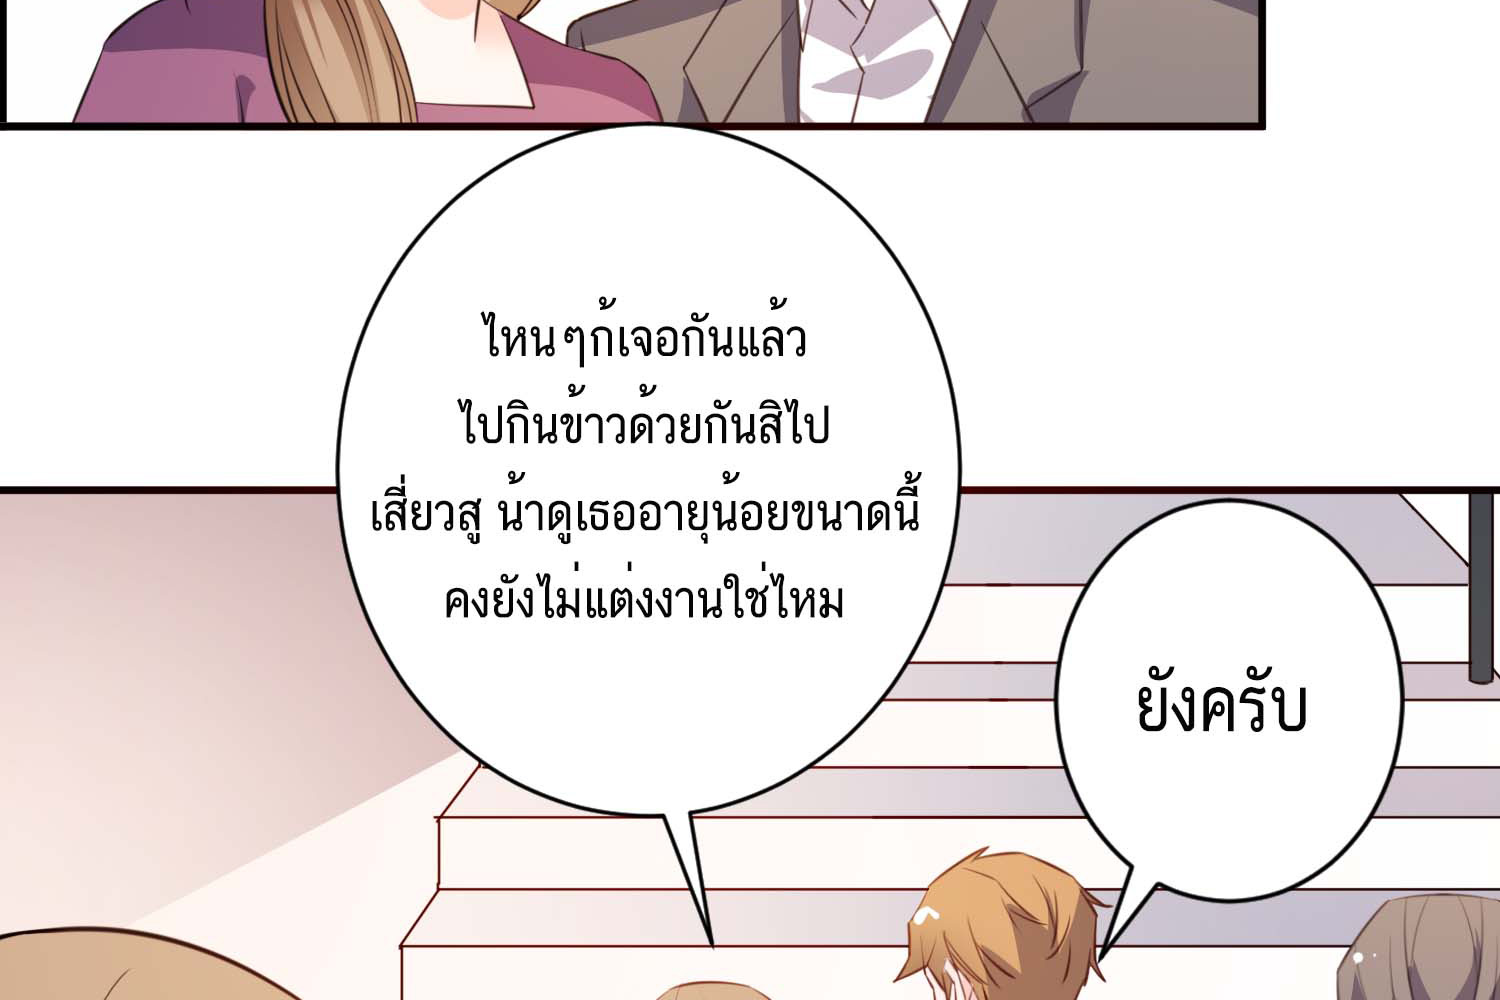 ไหนๆก้เจอกันแล้ว
ไปกินข้าวด้วยกันสิไป
เสี่ยวสู น้าดูเธออายุน้อยขนาดนี้
คงยังไม่แต่งงานใช่ไหม
ยังครับ